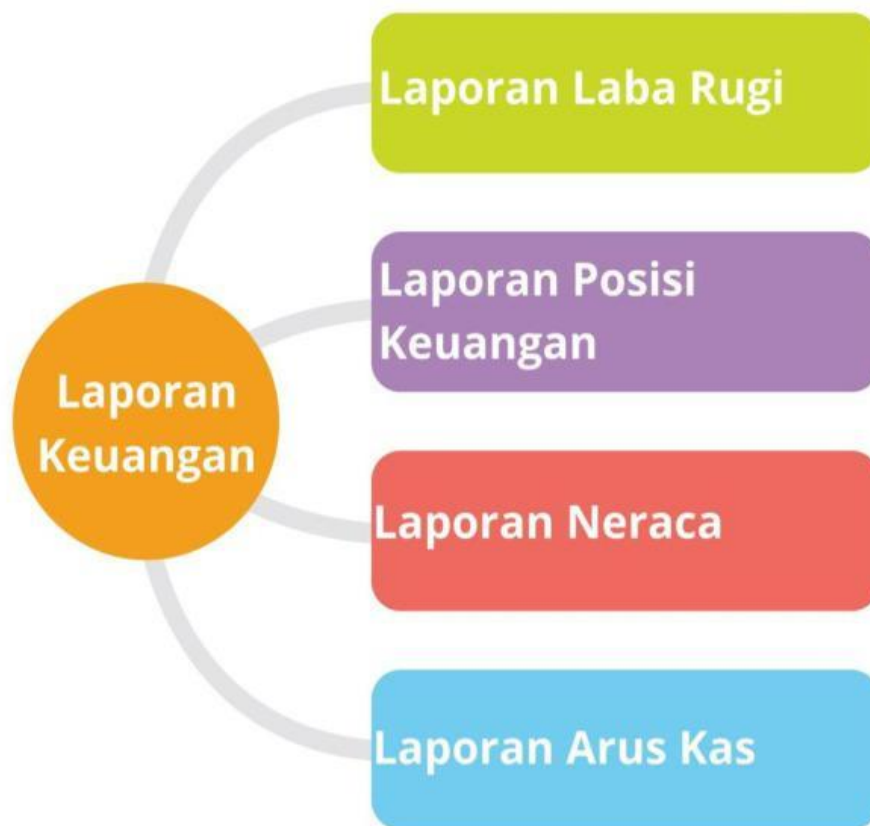 Laporan Laba Rugi
Laporan Posisi
Keuangan
Laporan
Keuangan
Laporan Neraca
Laporan Arus Kas